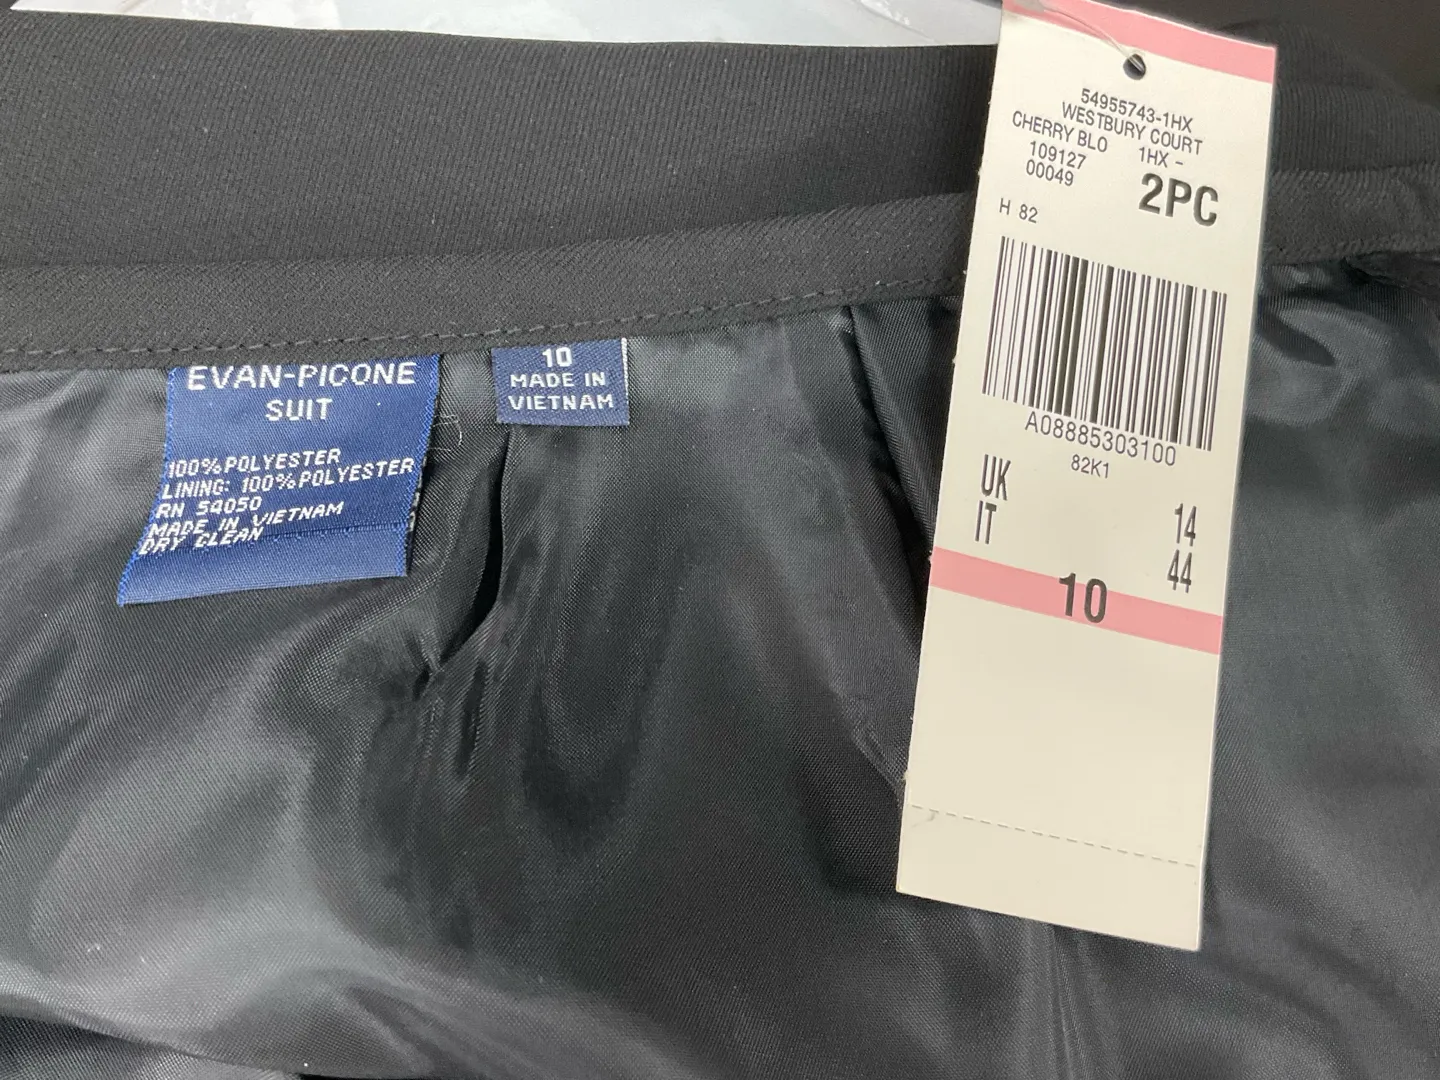 EVAN-PICONE
SUIT
100% POLYESTER
LINING: 100% POLYESTER
RN 54050
MADE IN VIETNAM
DRY CLEAN
10
MADE IN
VIETNAM
54955743-1HX
WESTBURY COURT
CHERRY BLO 1HX -
109127
00049
2PC
H 82
A08885303100
82K1
UK 14
IT 44
10